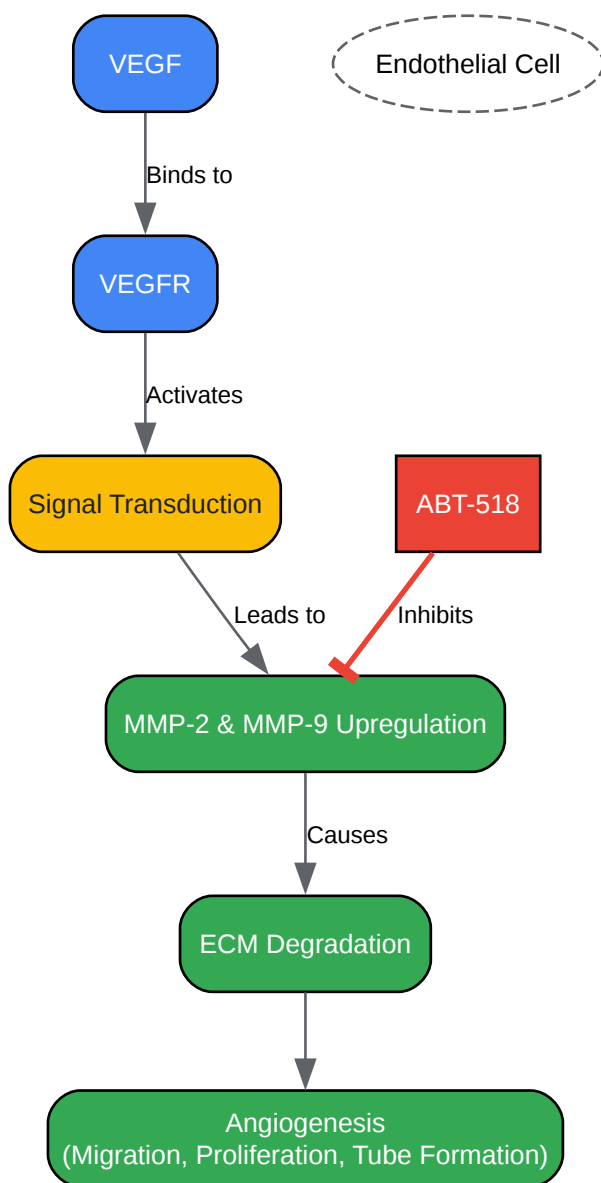 VEGF
Endothelial Cell
Binds to
VEGFR
Activates
Signal Transduction
ABT-518
Leads to
Inhibits
MMP-2 & MMP-9 Upregulation
Causes
ECM Degradation
Angiogenesis
(Migration, Proliferation, Tube Formation)